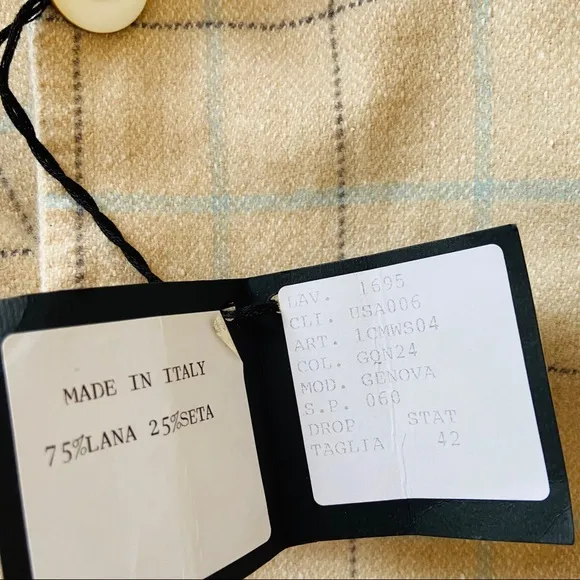 MADE IN ITALY
75%LANA 25%SETA
LAV. 1695
CLI. USA006
ART. 1CMWS04
COL. GQN24
MOD. GENOVA
S.P. 060
DROP STAT
TAGLIA / 42